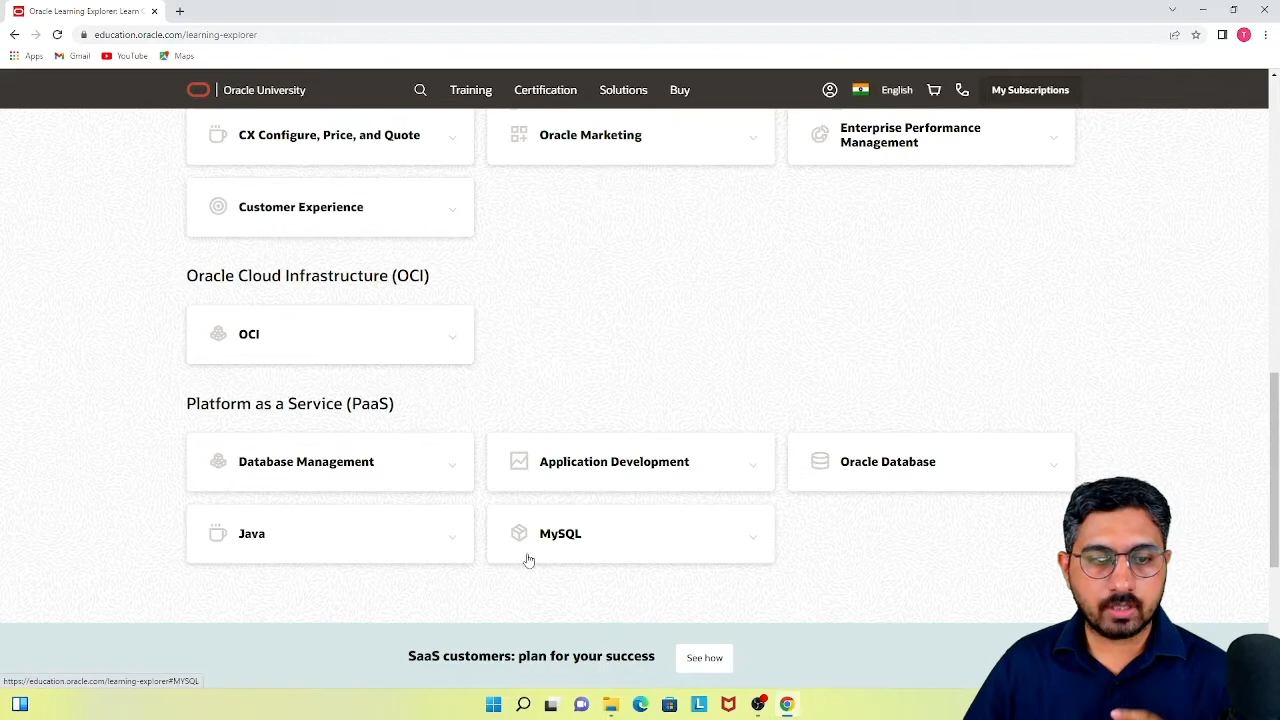 Oracle Learning Explorer: Learn
education.oracle.com/learning-explorer
Apps Gmail YouTube Maps
Oracle University Training Certification Solutions Buy English My Subscriptions
CX Configure, Price, and Quote
Oracle Marketing
Enterprise Performance
Management
Customer Experience
Oracle Cloud Infrastructure (OCI)
OCI
Platform as a Service (PaaS)
Database Management
Application Development
Oracle Database
Java
MySQL
SaaS customers: plan for your success See how
https://education.oracle.com/learning-explorer#MYSQL